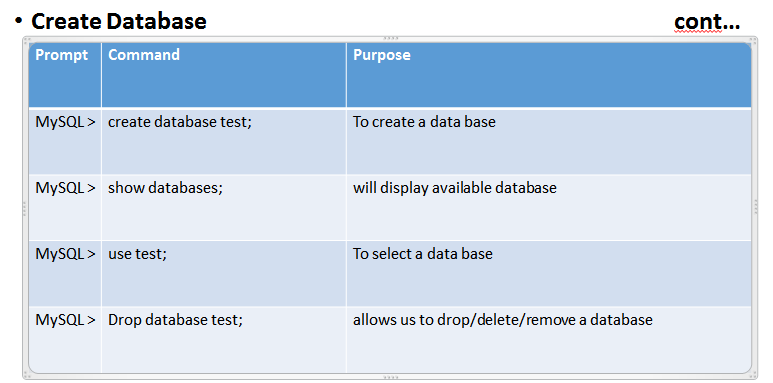 • Create Database cont...
Prompt Command Purpose
MySQL > create database test; To create a data base
MySQL > show databases; will display available database
MySQL > use test; To select a data base
MySQL > Drop database test; allows us to drop/delete/remove a database